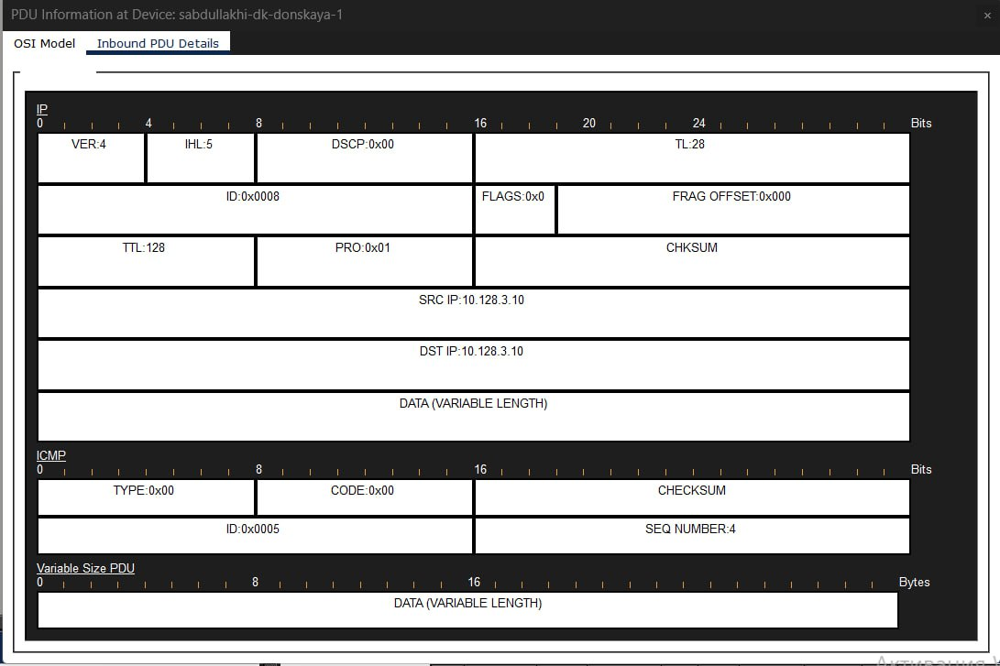 PDU Information at Device: sabdullakhi-dk-donskaya-1 ×
OSI Model Inbound PDU Details
IP
0 4 8 16 20 24 Bits
VER:4 IHL:5 DSCP:0x00 TL:28
ID:0x0008 FLAGS:0x0 FRAG OFFSET:0x000
TTL:128 PRO:0x01 CHKSUM
SRC IP:10.128.3.10
DST IP:10.128.3.10
DATA (VARIABLE LENGTH)
ICMP
0 8 16 Bits
TYPE:0x00 CODE:0x00 CHECKSUM
ID:0x0005 SEQ NUMBER:4
Variable Size PDU
0 8 16 Bytes
DATA (VARIABLE LENGTH)